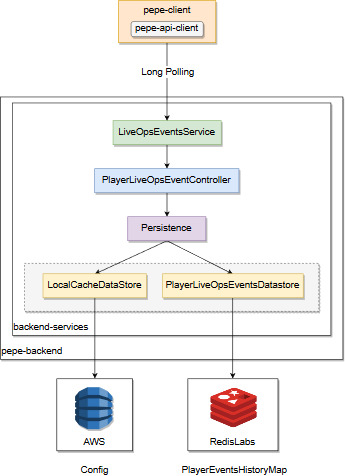 pepe-client
pepe-api-client
Long Polling
LiveOpsEventsService
PlayerLiveOpsEventController
Persistence
LocalCacheDataStore
PlayerLiveOpsEventsDatastore
backend-services
pepe-backend
AWS
RedisLabs
Config
PlayerEventsHistoryMap